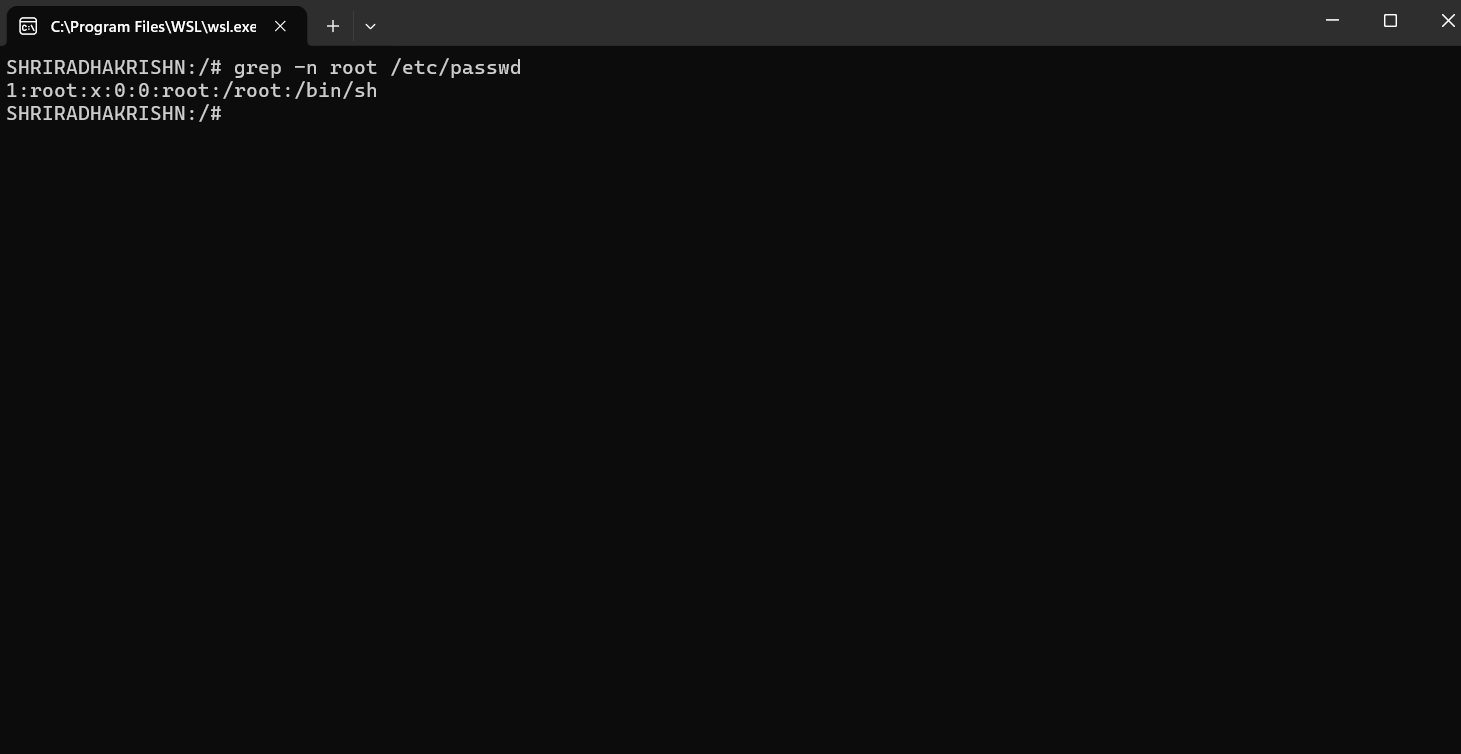 C:\Program Files\WSL\wsl.exe
SHRIRADHAKRISHN:/# grep -n root /etc/passwd
1:root:x:0:0:root:/root:/bin/sh
SHRIRADHAKRISHN:/#